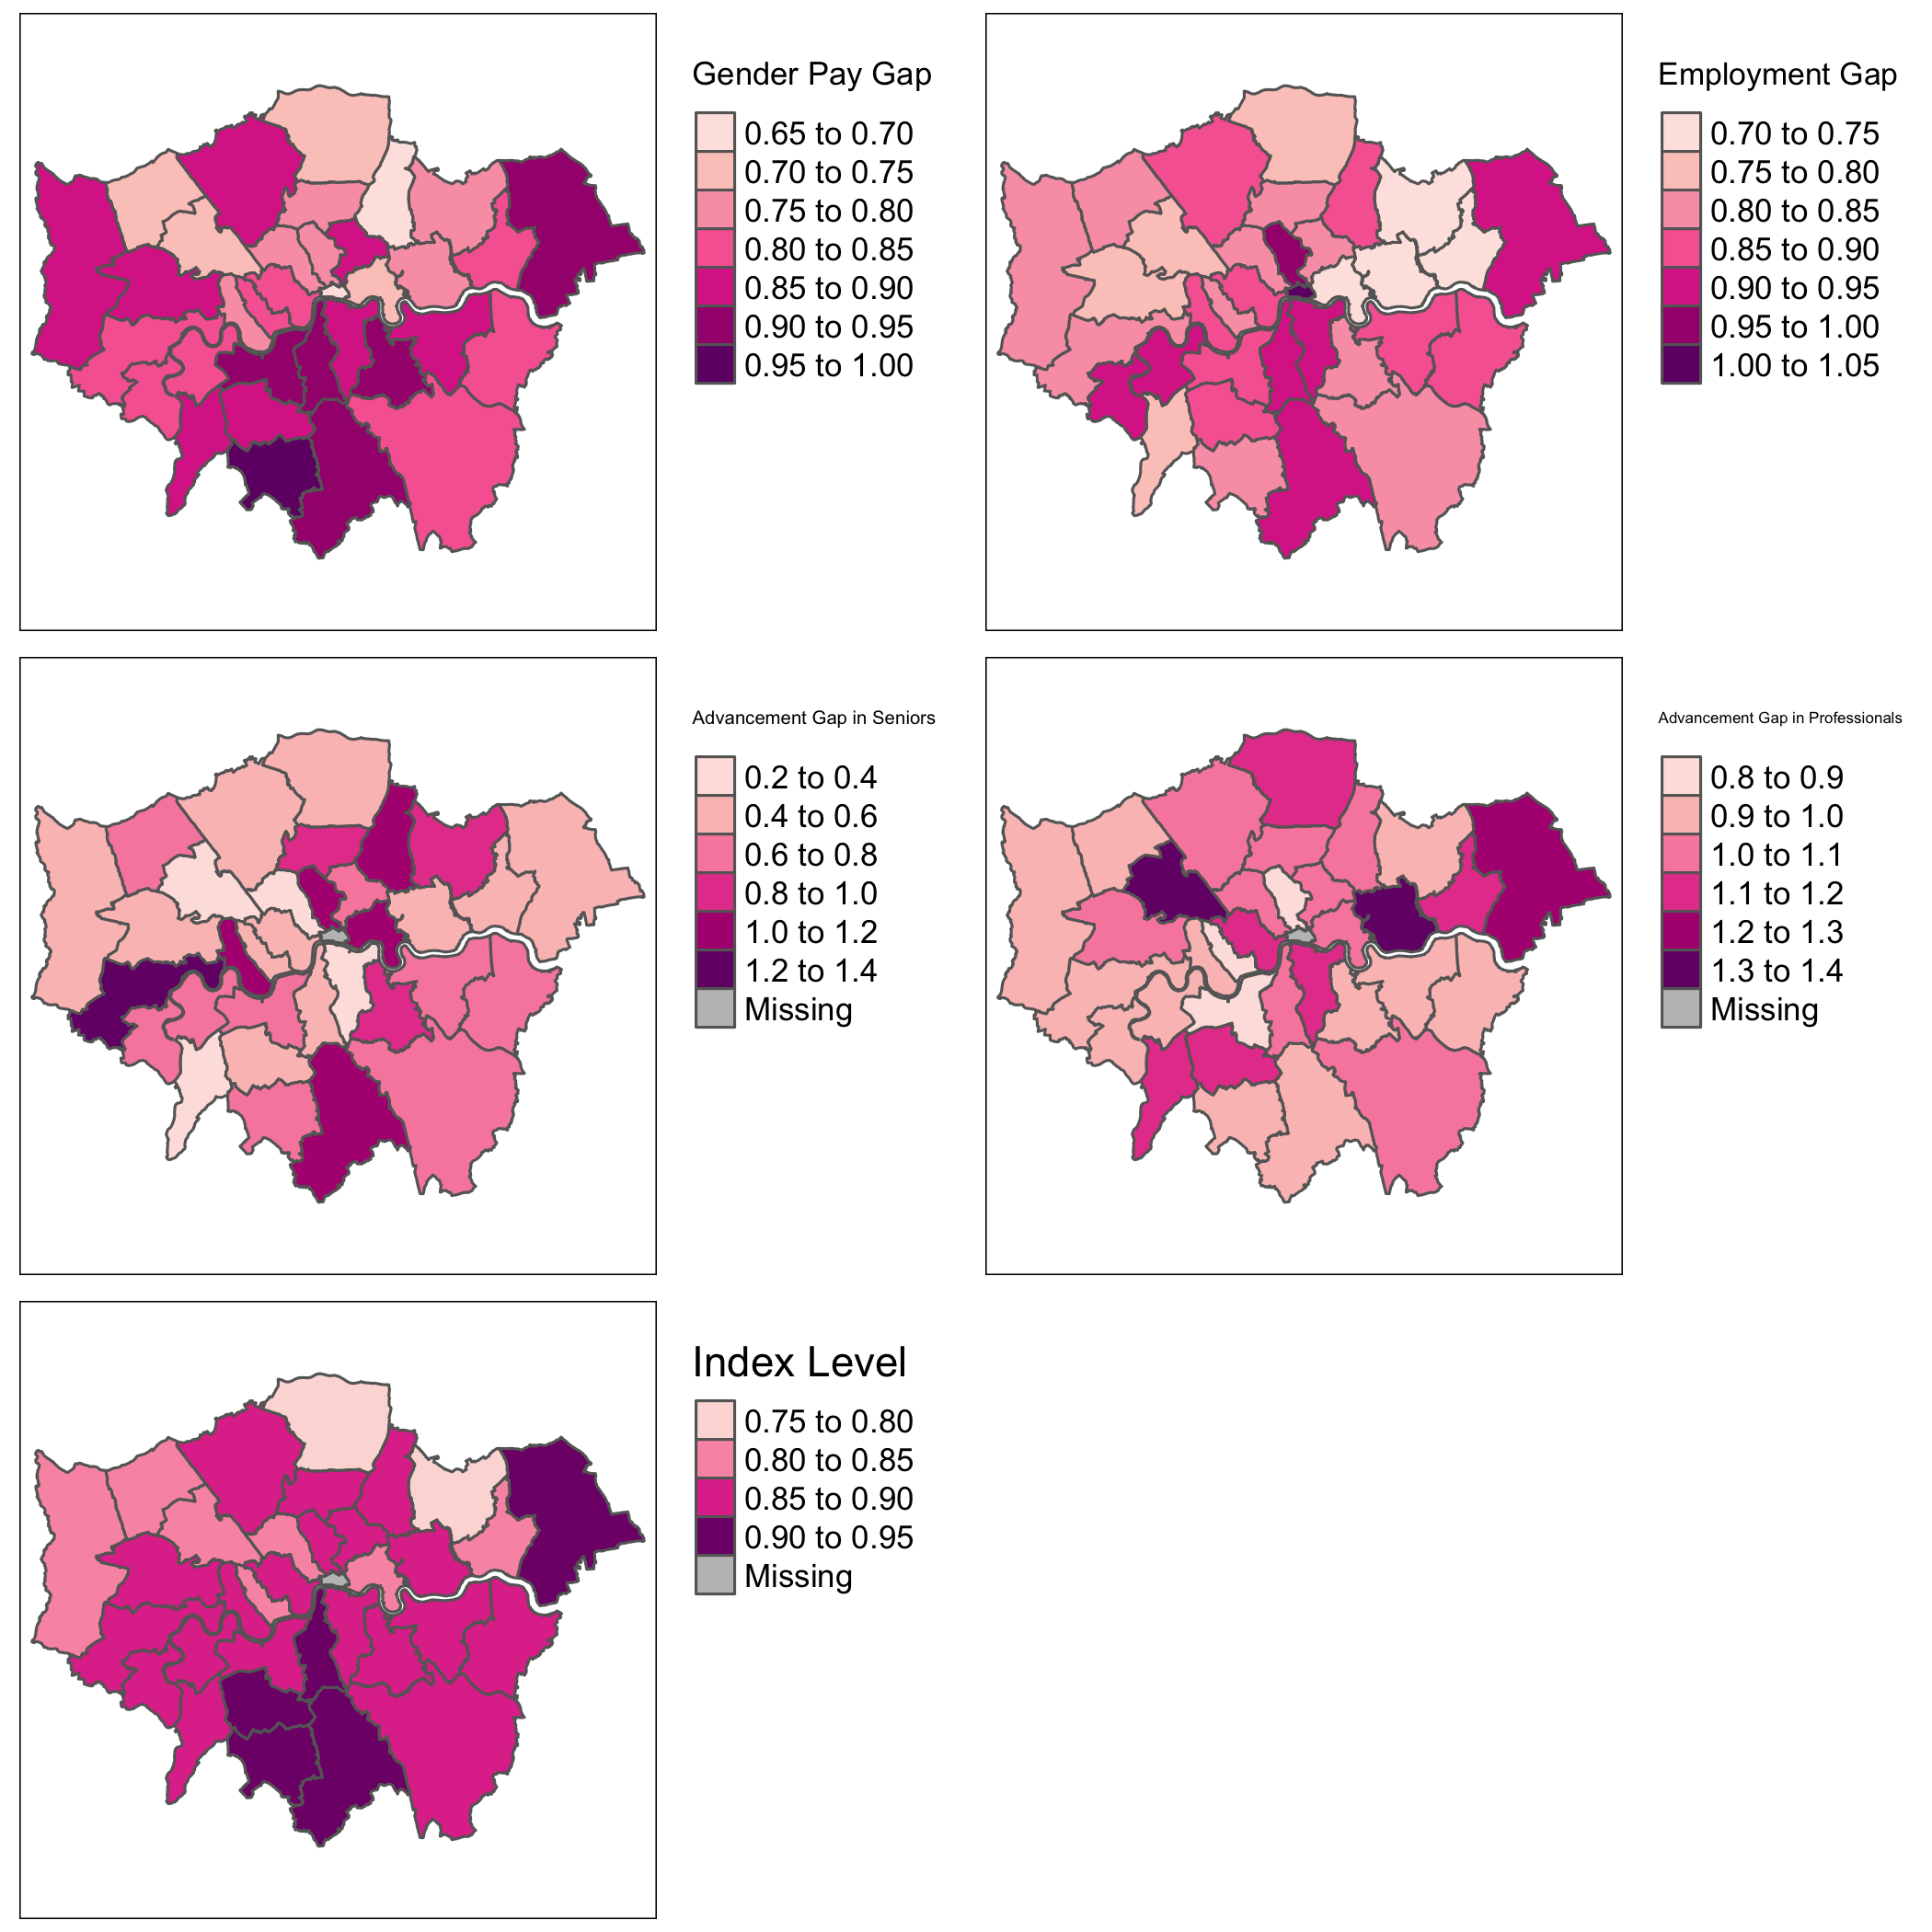 Gender Pay Gap
0.65 to 0.70
0.70 to 0.75
0.75 to 0.80
0.80 to 0.85
0.85 to 0.90
0.90 to 0.95
0.95 to 1.00
Employment Gap
0.70 to 0.75
0.75 to 0.80
0.80 to 0.85
0.85 to 0.90
0.90 to 0.95
0.95 to 1.00
1.00 to 1.05
Advancement Gap in Seniors
0.2 to 0.4
0.4 to 0.6
0.6 to 0.8
0.8 to 1.0
1.0 to 1.2
1.2 to 1.4
Missing
Advancement Gap in Professionals
0.8 to 0.9
0.9 to 1.0
1.0 to 1.1
1.1 to 1.2
1.2 to 1.3
1.3 to 1.4
Missing
Index Level
0.75 to 0.80
0.80 to 0.85
0.85 to 0.90
0.90 to 0.95
Missing